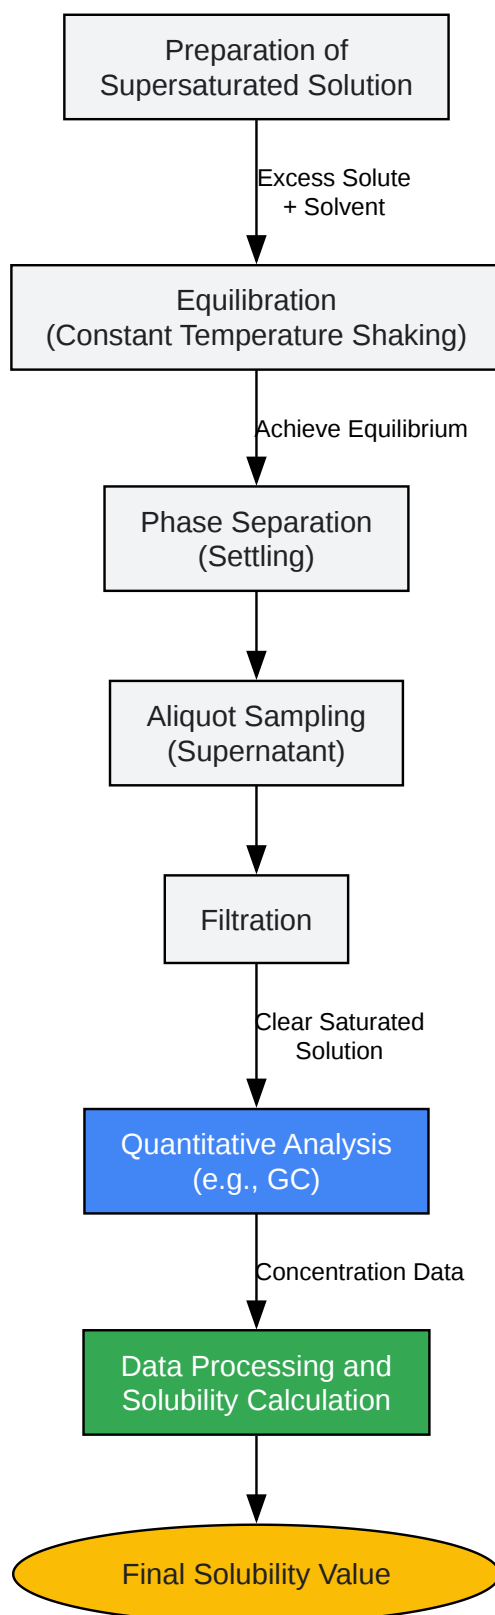 Preparation of
Supersaturated Solution
Excess Solute
+ Solvent
Equilibration
(Constant Temperature Shaking)
Achieve Equilibrium
Phase Separation
(Settling)
Aliquot Sampling
(Supernatant)
Filtration
Clear Saturated
Solution
Quantitative Analysis
(e.g., GC)
Concentration Data
Data Processing and
Solubility Calculation
Final Solubility Value